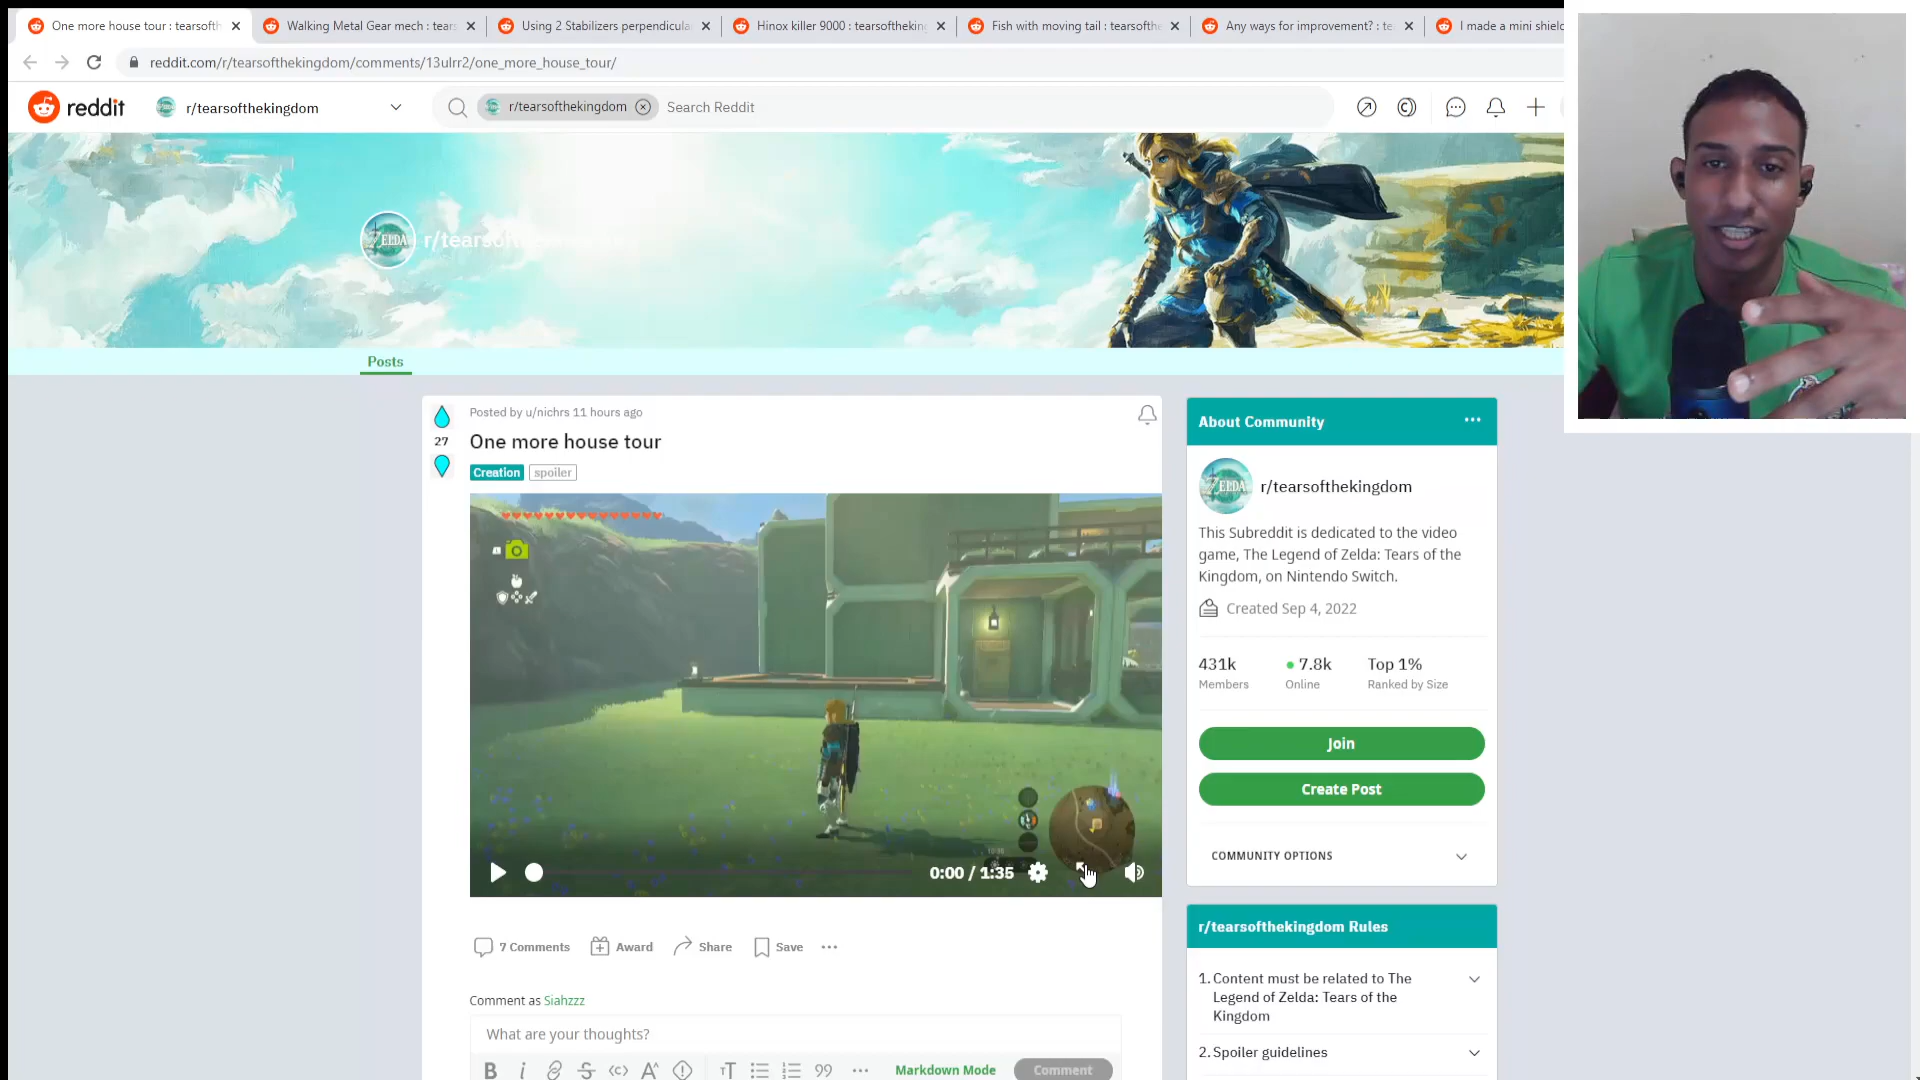 One more house tour : tearsofth
Walking Metal Gear mech : tears
Using 2 Stabilizers perpendicula
Hinox killer 9000 : tearsoftheking
Fish with moving tail : tearsofthe
Any ways for improvement? : te
I made a mini shield
reddit.com/r/tearsofthekingdom/comments/13ulrr2/one_more_house_tour/
reddit
r/tearsofthekingdom
r/tearsofthekingdom
Search Reddit
ZELDA
Posts
Posted by u/nichrs 11 hours ago
27
One more house tour
Creation
spoiler
0:00 / 1:35
7 Comments
Award
Share
Save
Comment as Siahzzz
What are your thoughts?
Markdown Mode
Comment
About Community
ZELDA
r/tearsofthekingdom
This Subreddit is dedicated to the video
game, The Legend of Zelda: Tears of the
Kingdom, on Nintendo Switch.
Created Sep 4, 2022
431k
Members
7.8k
Online
Top 1%
Ranked by Size
Join
Create Post
COMMUNITY OPTIONS
r/tearsofthekingdom Rules
1. Content must be related to The
Legend of Zelda: Tears of the
Kingdom
2. Spoiler guidelines